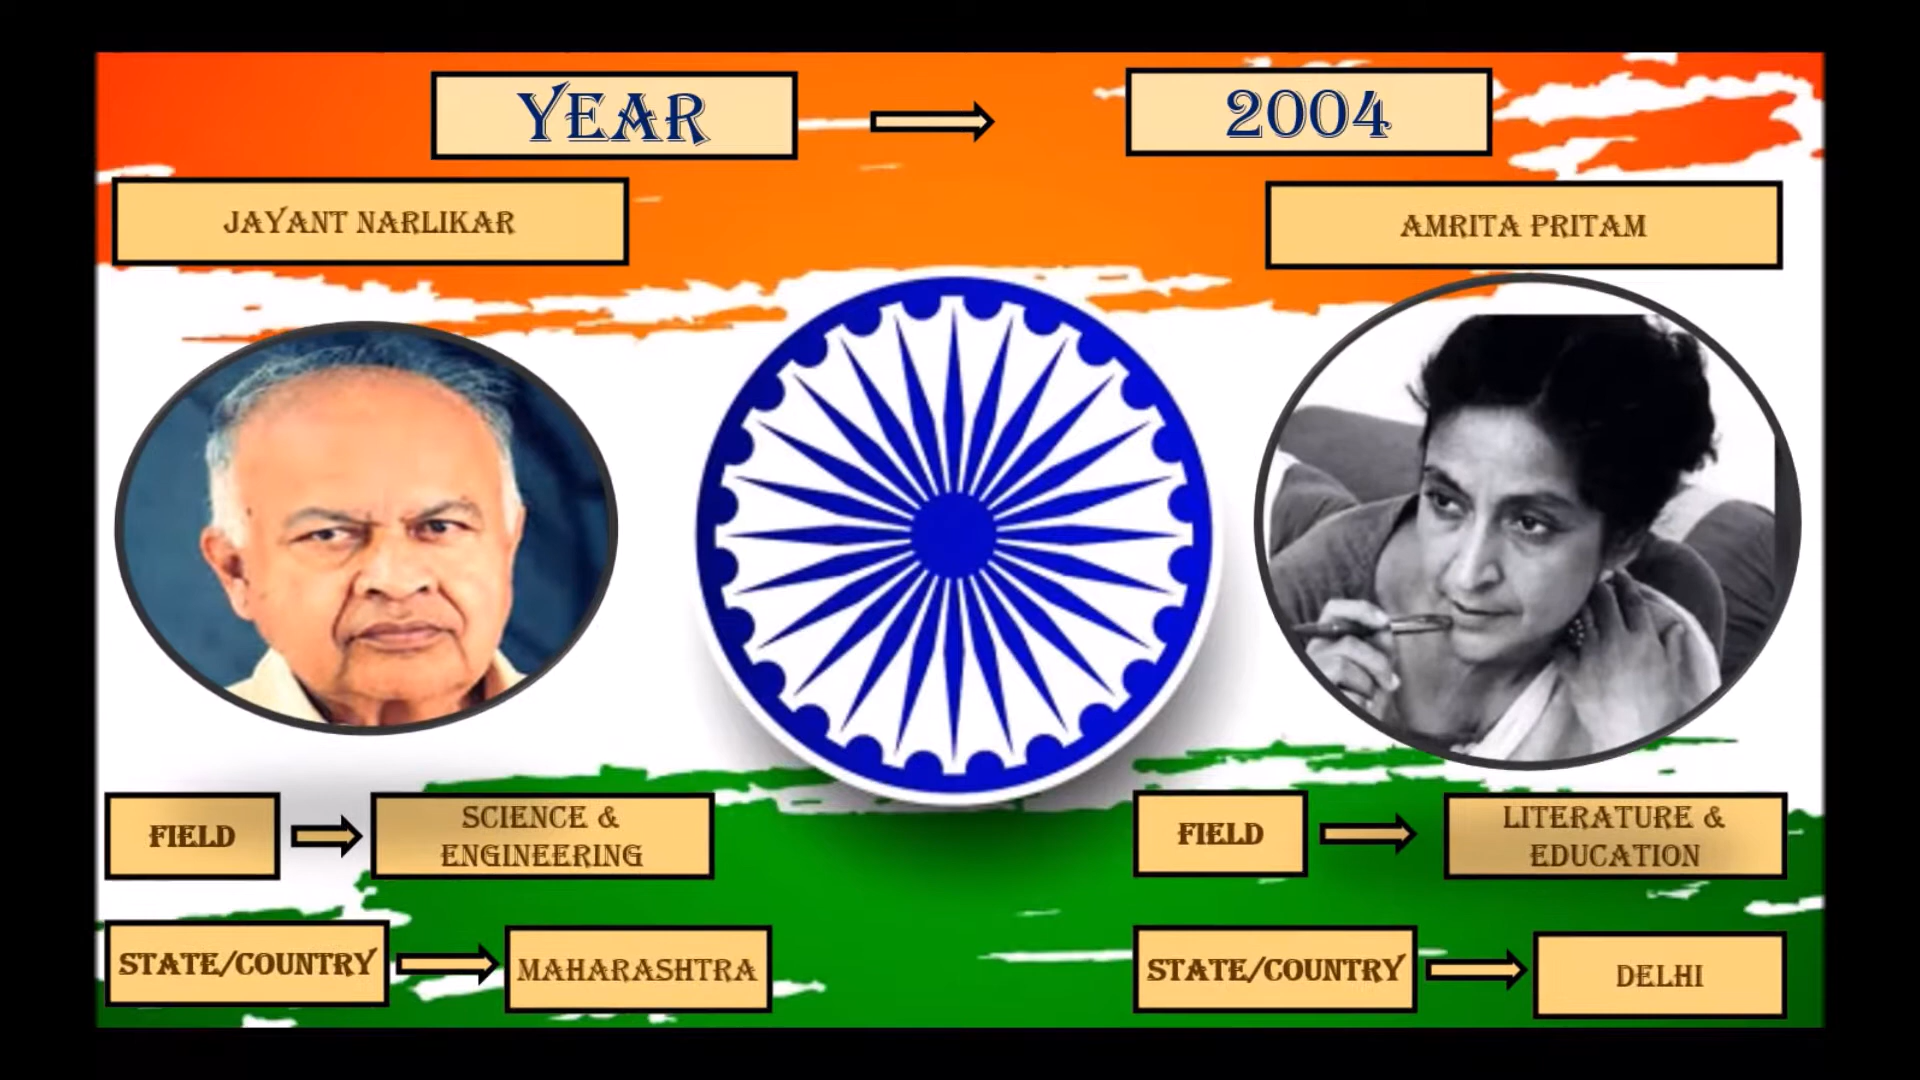 YEAR
2004
JAYANT NARLIKAR
AMRITA PRITAM
FIELD
SCIENCE &
ENGINEERING
FIELD
LITERATURE &
EDUCATION
STATE/COUNTRY
MAHARASHTRA
STATE/COUNTRY
DELHI